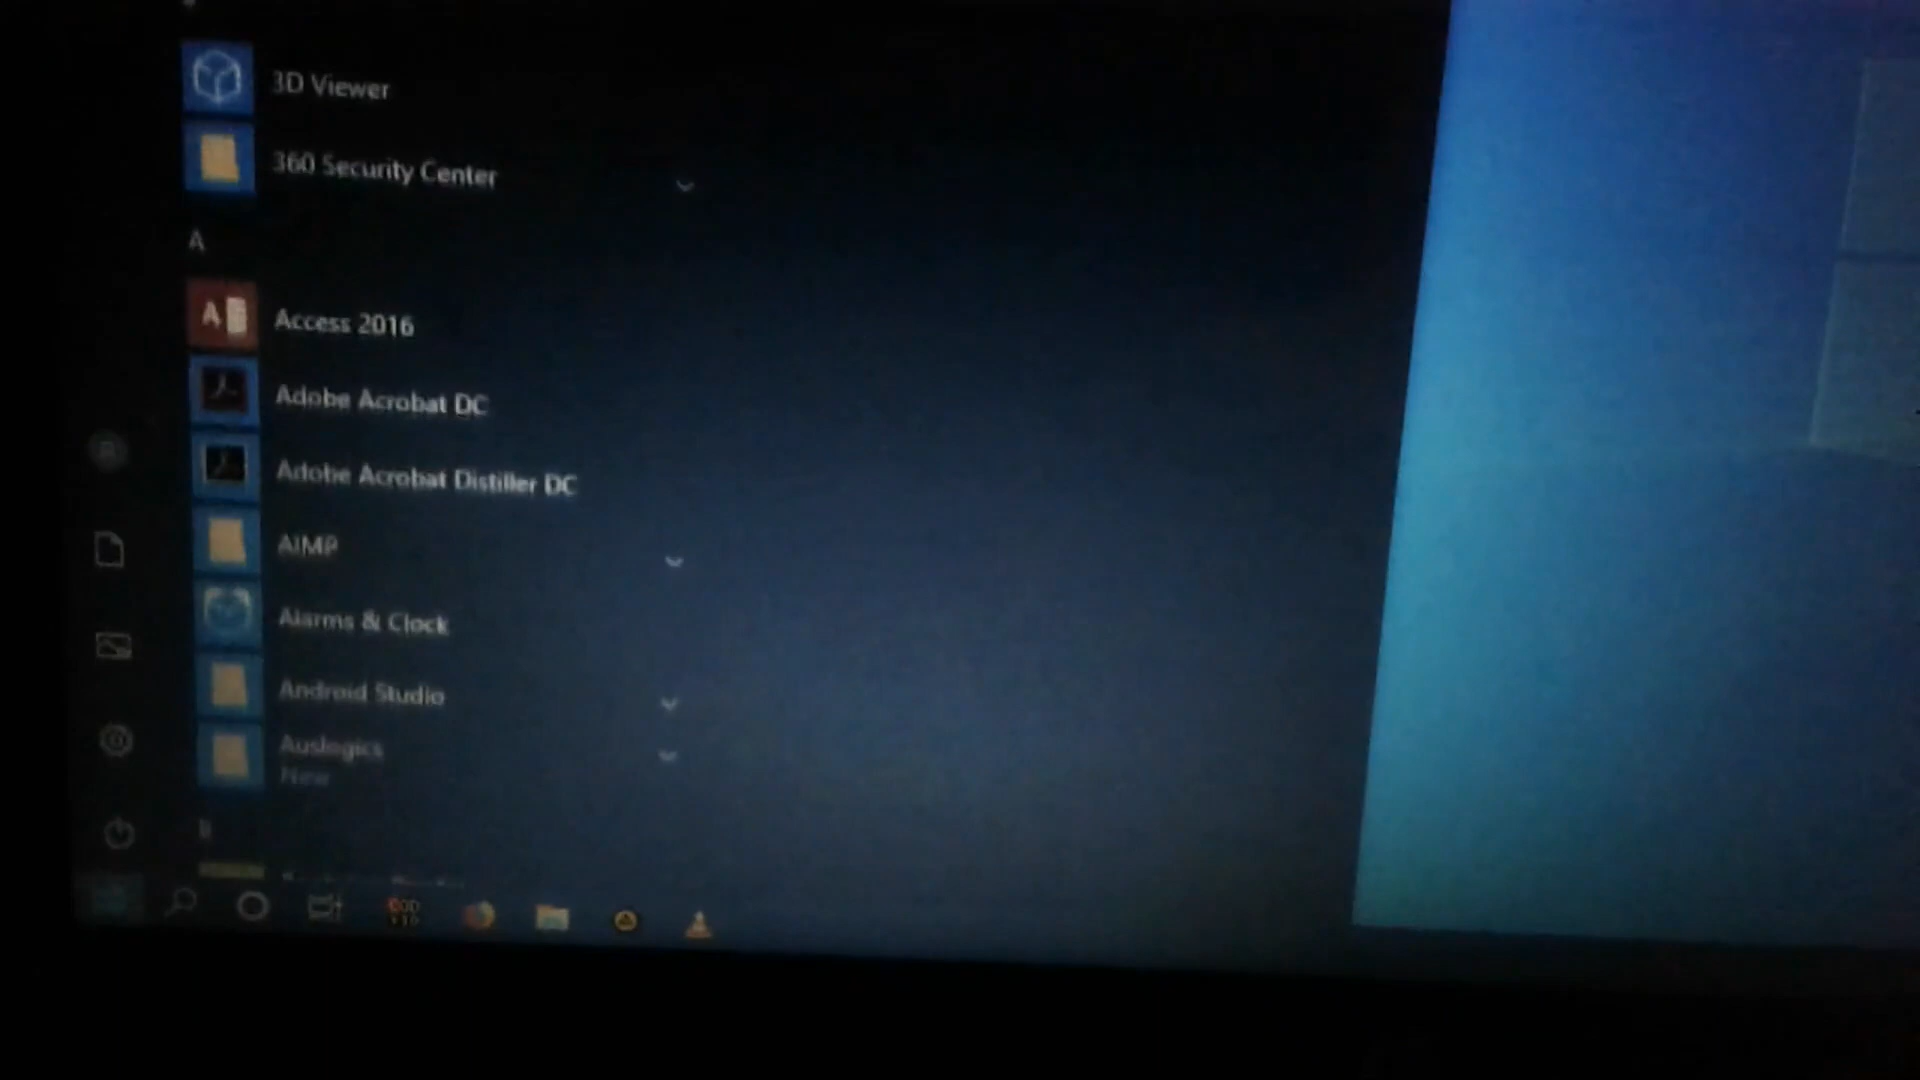 3D Viewer
360 Security Center
A
Access 2016
Adobe Acrobat DC
Adobe Acrobat Distiller DC
AIMP
Alarms & Clock
Android Studio
Auslogics
New